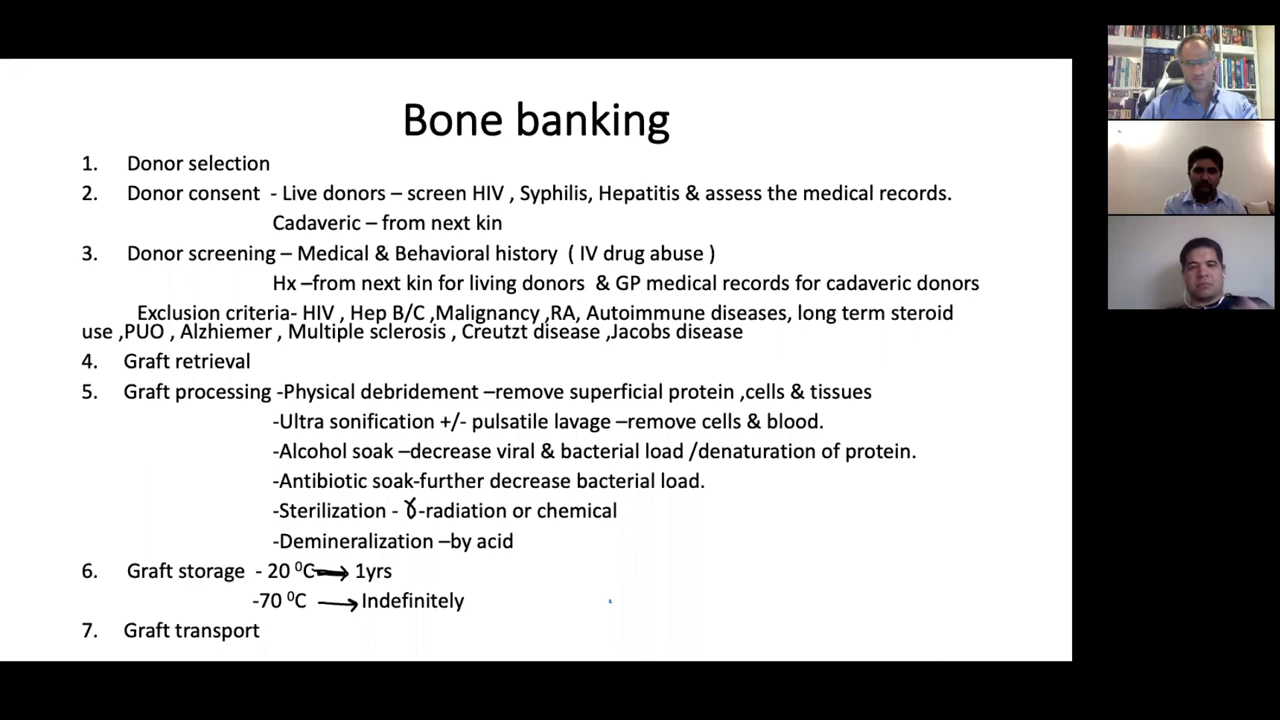 Bone banking
1. Donor selection
2. Donor consent - Live donors – screen HIV , Syphilis, Hepatitis & assess the medical records.
Cadaveric – from next kin
3. Donor screening – Medical & Behavioral history ( IV drug abuse )
Hx –from next kin for living donors & GP medical records for cadaveric donors
Exclusion criteria- HIV , Hep B/C ,Malignancy ,RA, Autoimmune diseases, long term steroid
use ,PUO , Alzhiemer , Multiple sclerosis , Creutzt disease ,Jacobs disease
4. Graft retrieval
5. Graft processing -Physical debridement –remove superficial protein ,cells & tissues
-Ultra sonification +/- pulsatile lavage –remove cells & blood.
-Alcohol soak –decrease viral & bacterial load /denaturation of protein.
-Antibiotic soak-further decrease bacterial load.
-Sterilization - ɣ-radiation or chemical
-Demineralization –by acid
6. Graft storage - 20 ⁰C → 1yrs
-70 ⁰C → Indefinitely
7. Graft transport